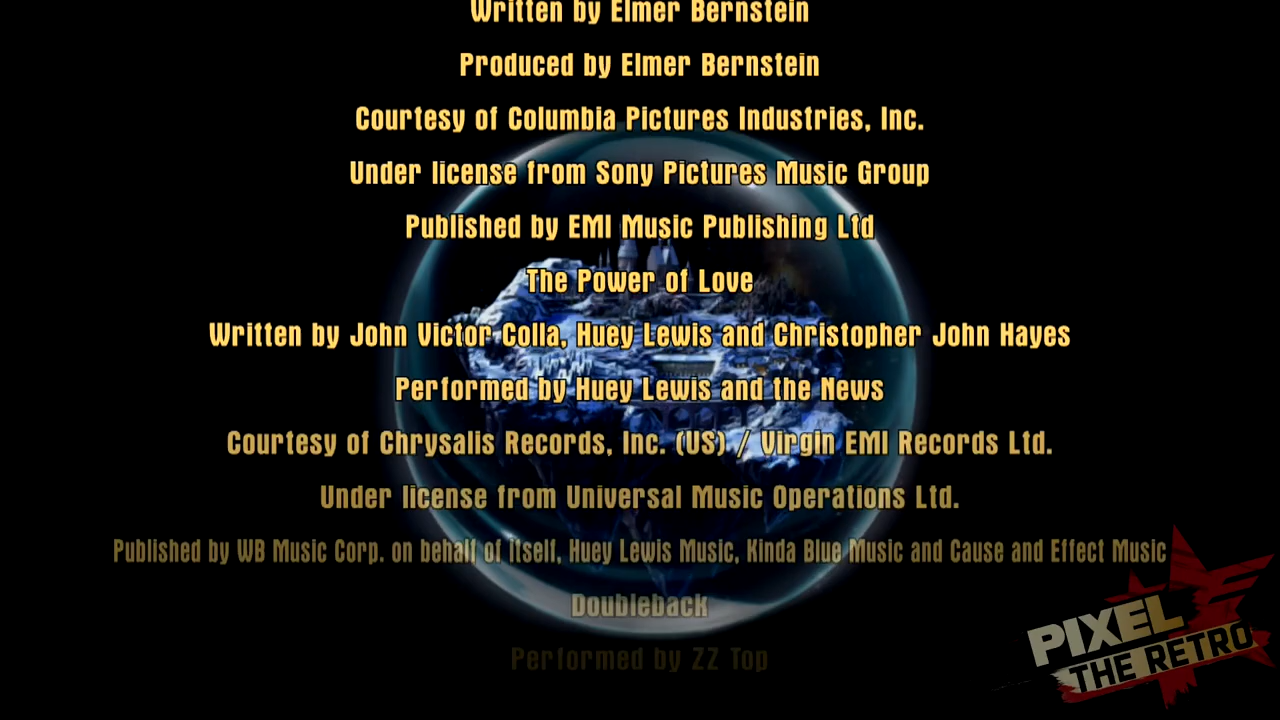 Written by Elmer Bernstein
Produced by Elmer Bernstein
Courtesy of Columbia Pictures Industries, Inc.
Under license from Sony Pictures Music Group
Published by EMI Music Publishing Ltd
The Power of Love
Written by John Victor Colla, Huey Lewis and Christopher John Hayes
Performed by Huey Lewis and the News
Courtesy of Chrysalis Records, Inc. (US) / Virgin EMI Records Ltd.
Under license from Universal Music Operations Ltd.
Published by WB Music Corp. on behalf of itself, Huey Lewis Music, Kinda Blue Music and Cause and Effect Music
Doubleback
Performed by ZZ Top
PIXEL
THE RETRO